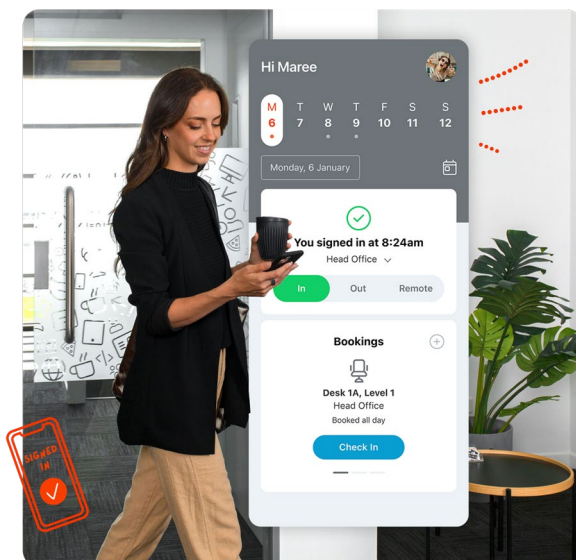 Hi Maree
M T W T F S S
6 7 8 9 10 11 12
Monday, 6 January
You signed in at 8:24am
Head Office
In Out Remote
Bookings
Desk 1A, Level 1
Head Office
Booked all day
Check In
SIGNED
IN